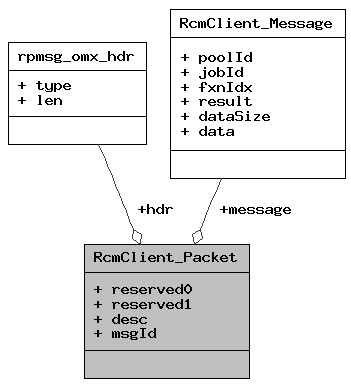 rpmsg_omx_hdr
+ type
+ len
RcmClient_Message
+ poolId
+ jobId
+ fxnIdx
+ result
+ dataSize
+ data
+hdr
+message
RcmClient_Packet
+ reserved0
+ reserved1
+ desc
+ msgId